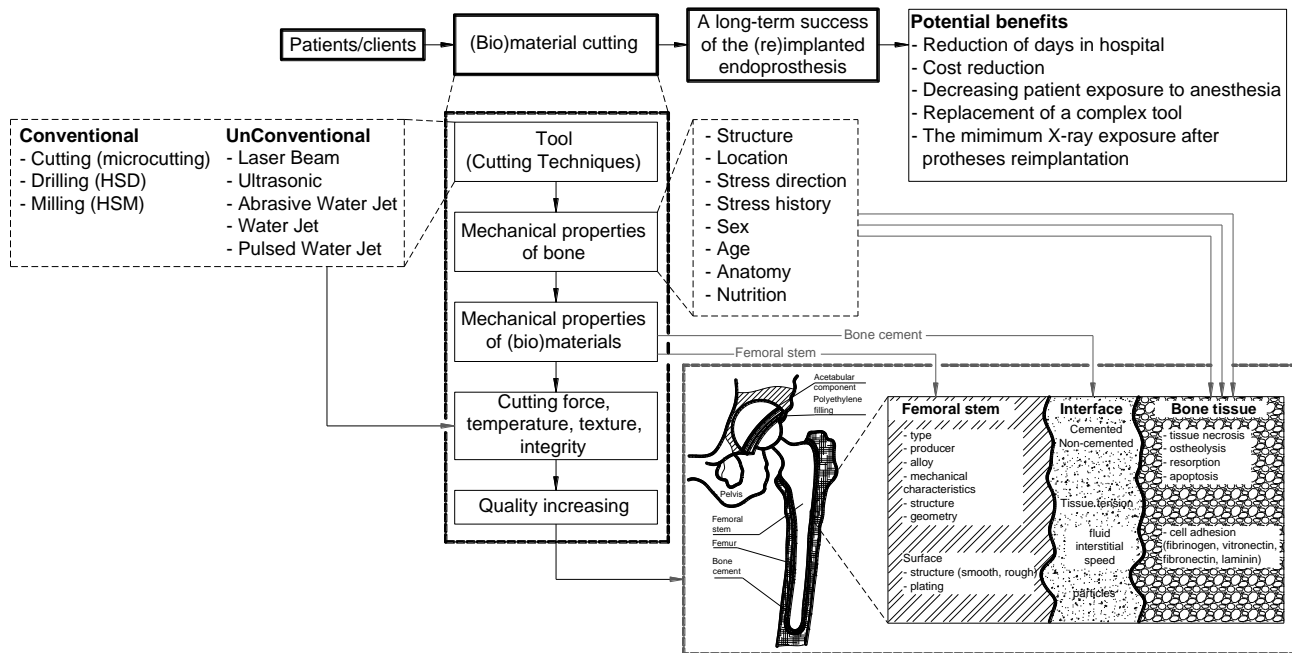 Patients/clients
(Bio)material cutting
A long-term success
of the (re)implanted
endoprosthesis
Potential benefits
- Reduction of days in hospital
- Cost reduction
- Decreasing patient exposure to anesthesia
- Replacement of a complex tool
- The mimimum X-ray exposure after
protheses reimplantation
Conventional
- Cutting (microcutting)
- Drilling (HSD)
- Milling (HSM)
UnConventional
- Laser Beam
- Ultrasonic
- Abrasive Water Jet
- Water Jet
- Pulsed Water Jet
Tool
(Cutting Techniques)
Mechanical properties
of bone
Mechanical properties
of (bio)materials
Cutting force,
temperature, texture,
integrity
Quality increasing
- Structure
- Location
- Stress direction
- Stress history
- Sex
- Age
- Anatomy
- Nutrition
Bone cement
Femoral stem
Acetabular
component
Polyethylene
filling
Pelvis
Femoral
stem
Femur
Bone
cement
Femoral stem
- type
- producer
- alloy
- mechanical
characteristics
- structure
- geometry
Surface
- structure (smooth, rough)
- plating
Interface
Cemented
Non-cemented
Tissue tension
fluid
interstitial
speed
particles
Bone tissue
- tissue necrosis
- ostheolysis
- resorption
- apoptosis
- cell adhesion
(fibrinogen, vitronectin,
fibronectin, laminin)